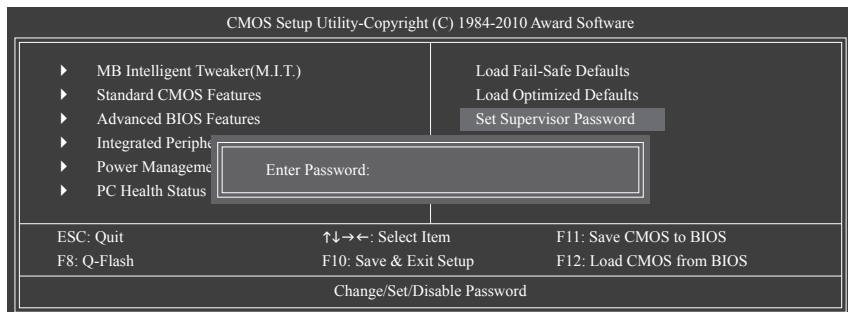 CMOS Setup Utility-Copyright (C) 1984-2010 Award Software
MB Intelligent Tweaker(M.I.T.)
Standard CMOS Features
Advanced BIOS Features
Integrated Periphe
Power Manageme
PC Health Status
Load Fail-Safe Defaults
Load Optimized Defaults
Set Supervisor Password
Enter Password:
ESC: Quit
↑↓→←: Select Item
F11: Save CMOS to BIOS
F8: Q-Flash
F10: Save & Exit Setup
F12: Load CMOS from BIOS
Change/Set/Disable Password